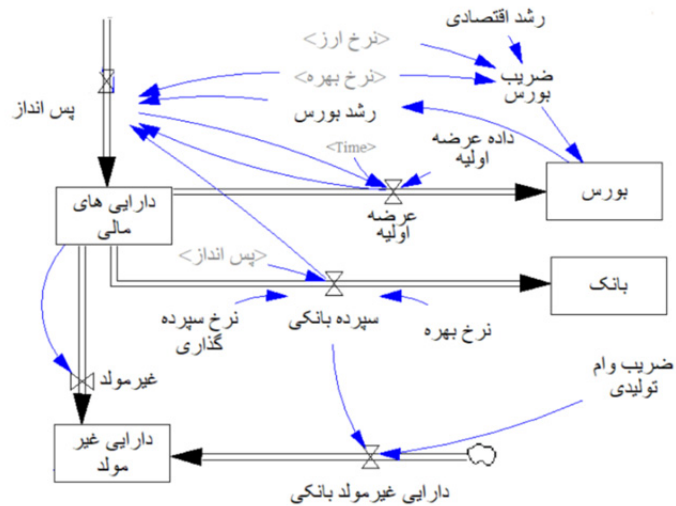 رشد اقتصادی
<نرخ ارز>
<نرخ بهره>
ضریب
بورس
پس انداز
رشد بورس
داده عرضه
اولیه
<Time>
دارایی های
مالی
عرضه
اولیه
بورس
<پس انداز>
بانک
نرخ سپرده
گذاری
سپرده بانکی
نرخ بهره
غیرمولد
ضریب وام
تولیدی
دارایی غیر
مولد
دارایی غیرمولد بانکی